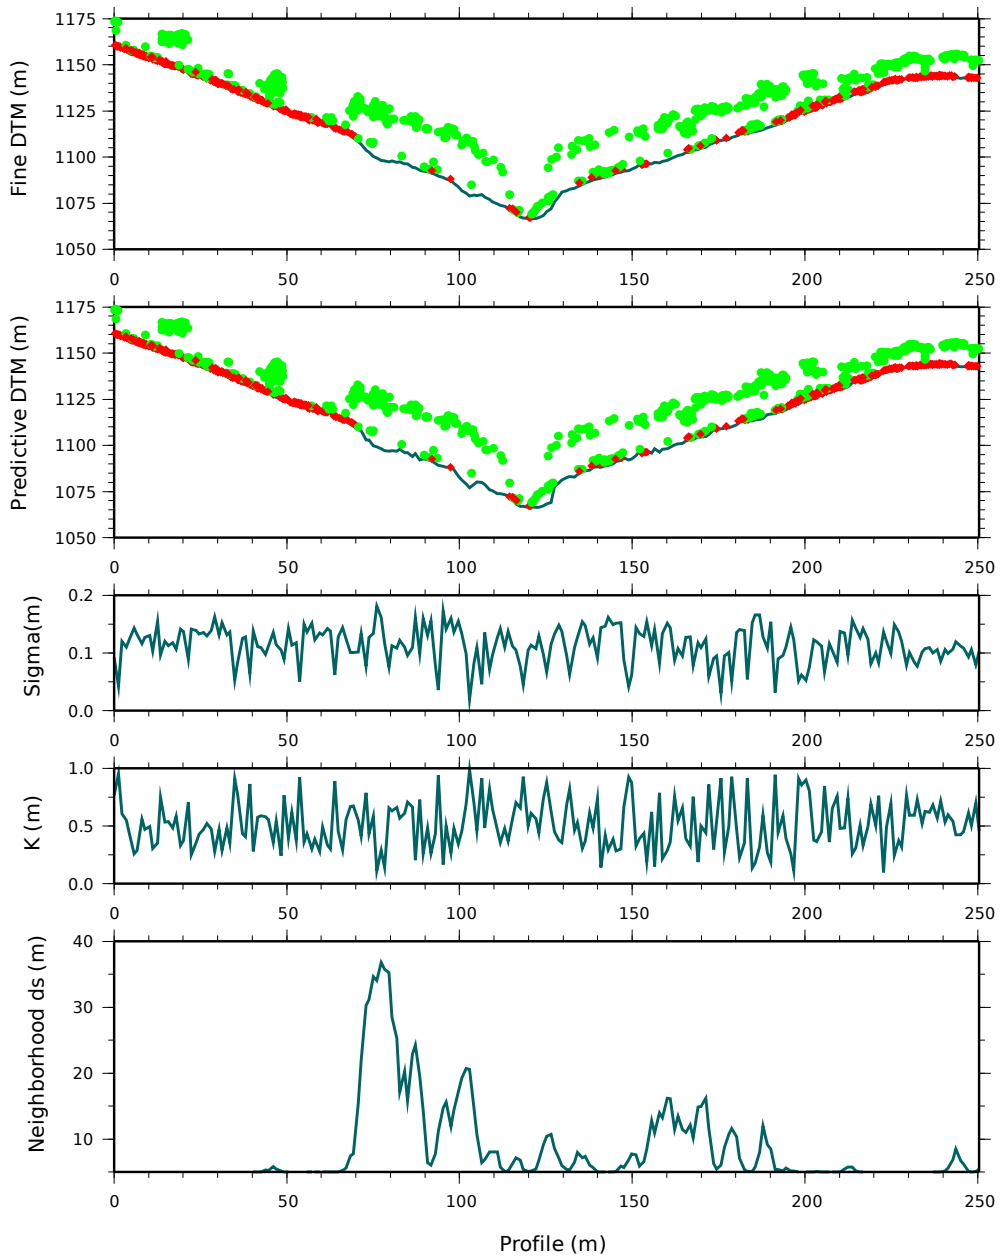 1175
1150
1125
1100
1075
1050
Fine DTM (m)
0 50 100 150 200 250
1175
1150
1125
1100
1075
1050
Predictive DTM (m)
0 50 100 150 200 250
0.2
0.1
0.0
Sigma(m)
0 50 100 150 200 250
1.0
0.5
0.0
K (m)
0 50 100 150 200 250
40
30
20
10
Neighborhood ds (m)
0 50 100 150 200 250
Profile (m)